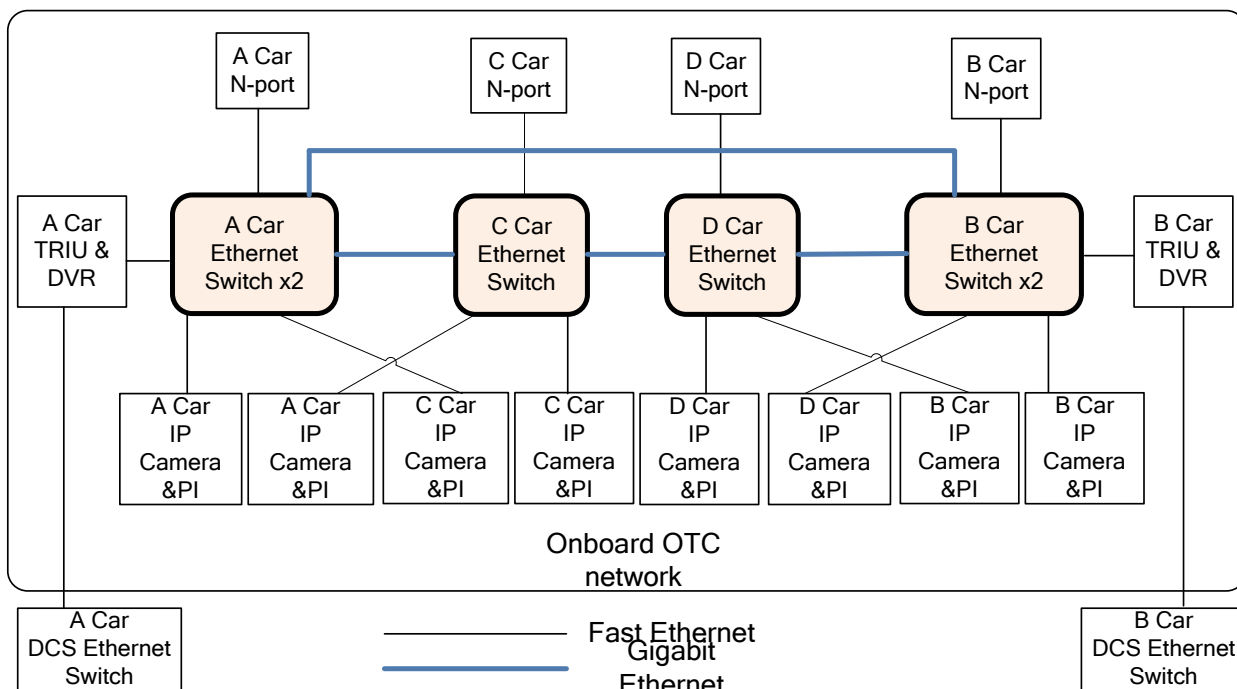 A Car
N-port
C Car
N-port
D Car
N-port
B Car
N-port
A Car
TRIU &
DVR
A Car
Ethernet
Switch x2
C Car
Ethernet
Switch
D Car
Ethernet
Switch
B Car
Ethernet
Switch x2
B Car
TRIU &
DVR
A Car
IP
Camera
&PI
A Car
IP
Camera
&PI
C Car
IP
Camera
&PI
C Car
IP
Camera
&PI
D Car
IP
Camera
&PI
D Car
IP
Camera
&PI
B Car
IP
Camera
&PI
B Car
IP
Camera
&PI
Onboard OTC
network
A Car
DCS Ethernet
Switch
Fast Ethernet
Gigabit
Ethernet
B Car
DCS Ethernet
Switch